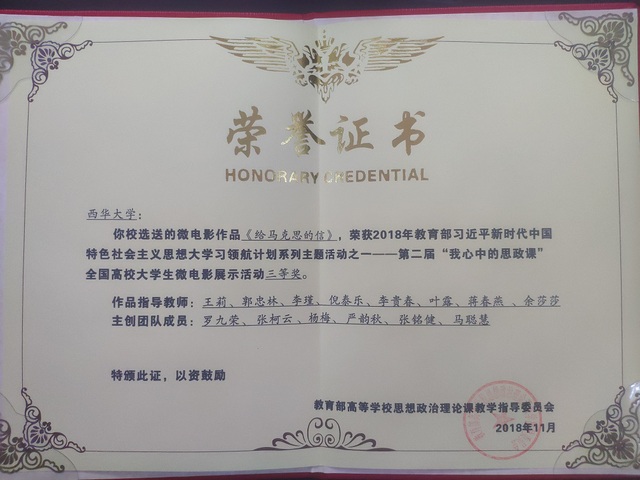 荣誉证书
HONORARY CREDENTIAL
西华大学：
你校选送的微电影作品《给马克思的信》，荣获2018年教育部习近平新时代中国
特色社会主义思想大学习领航计划系列主题活动之一——第二届“我心中的思政课”
全国高校大学生微电影展示活动三等奖。
作品指导教师：王莉、郭忠林、李瑾、倪泰乐、李贵春、叶露、蒋春燕、余莎莎
主创团队成员：罗九荣、张柯云、杨梅、严韵秋、张铭健、马聪慧
特颁此证，以资鼓励
教育部高等学校思想政治理论课教学指导委员会
2018年11月